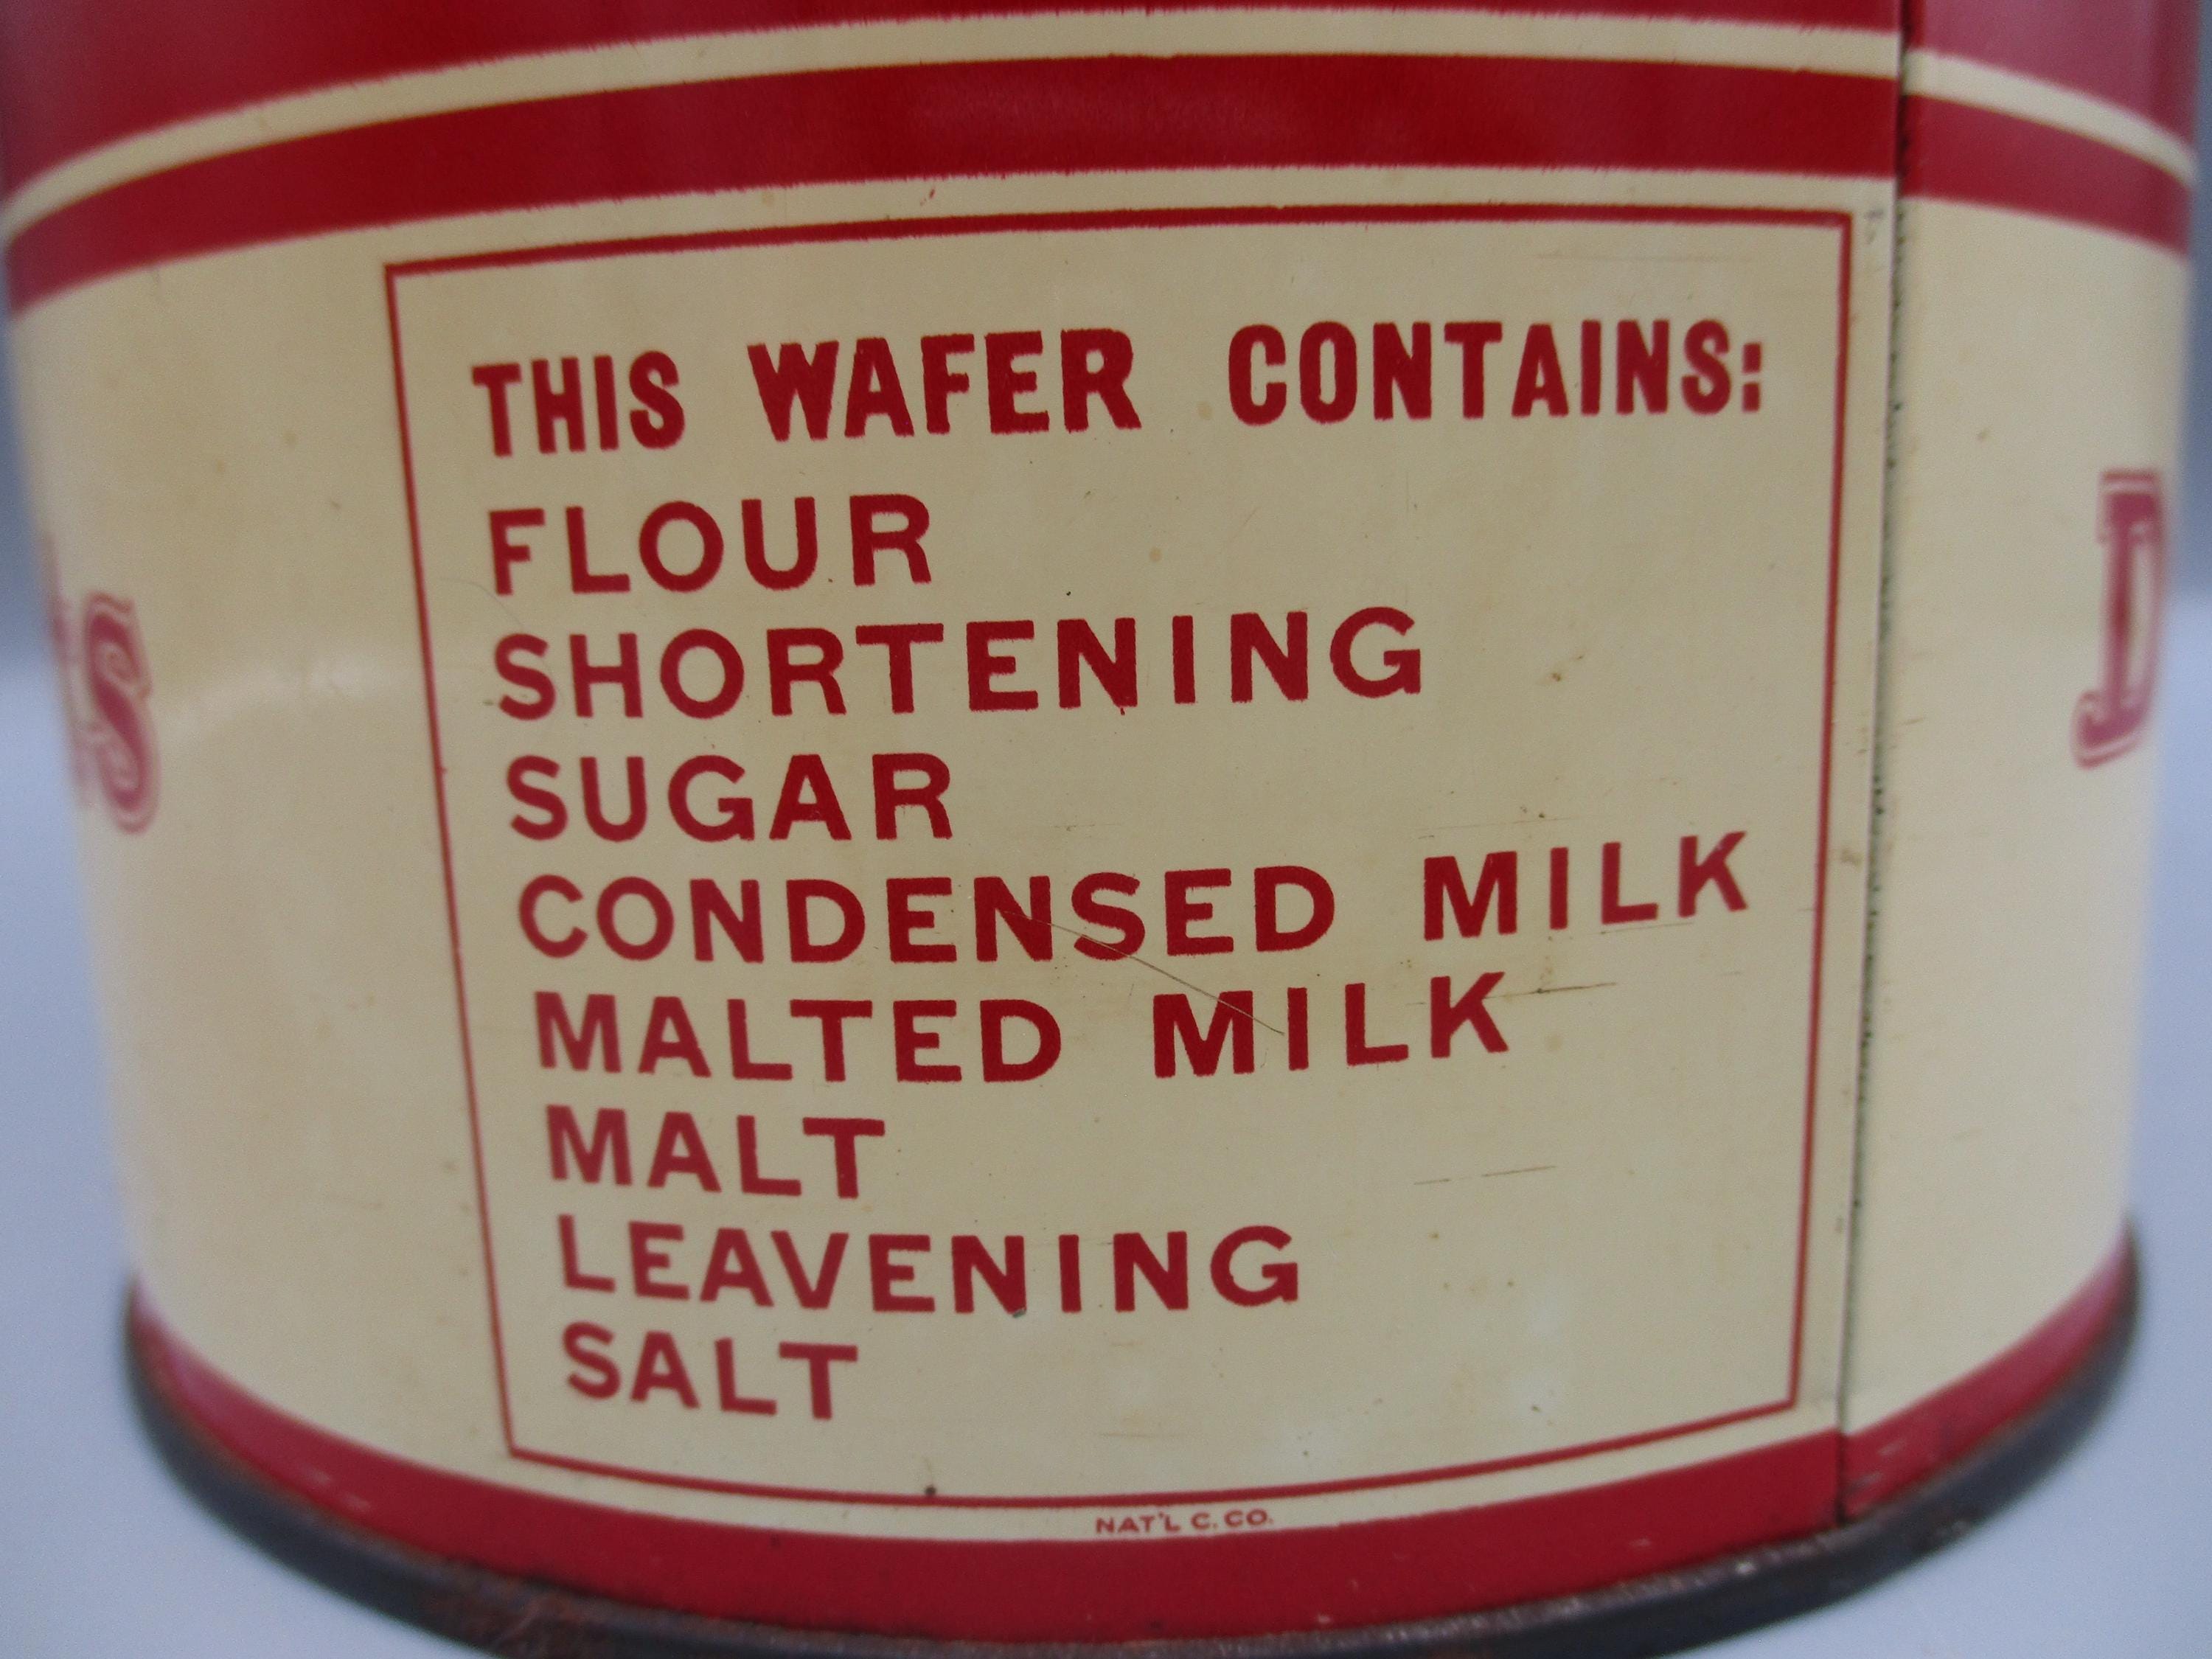 THIS WAFER CONTAINS:
FLOUR
SHORTENING
SUGAR
CONDENSED MILK
MALTED MILK
MALT
LEAVENING
SALT
NAT'L C. CO.